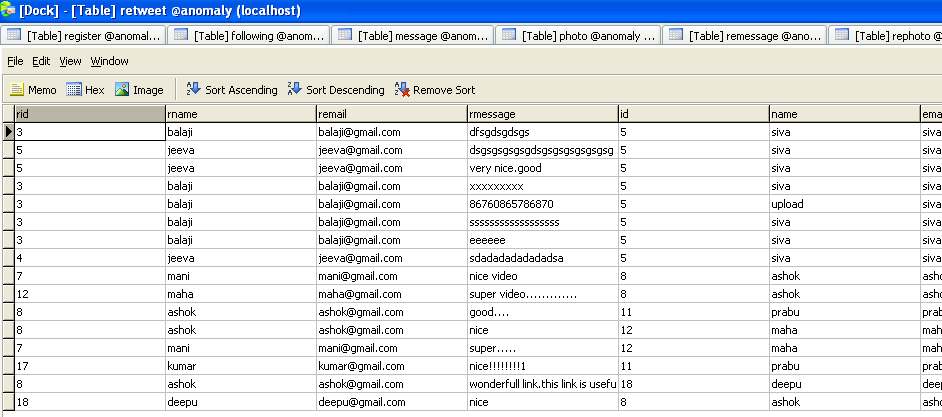 [Dock] - [Table] retweet @anomaly (localhost)
[Table] register @anomal... [Table] following @anom... [Table] message @anom... [Table] photo @anomaly ... [Table] remessage @ano... [Table] rephoto @
File Edit View Window
Memo Hex Image Sort Ascending Sort Descending Remove Sort
rid rname remail rmessage id name ema
3 balaji balaji@gmail.com dfsgdsgdsgs 5 siva siva
5 jeeva jeeva@gmail.com dsgsgsgsgsgdsgsgsgsgsgsgsg 5 siva siva
5 jeeva jeeva@gmail.com very nice.good 5 siva siva
3 balaji balaji@gmail.com xxxxxxxxx 5 siva siva
3 balaji balaji@gmail.com 86760865786870 5 upload siva
3 balaji balaji@gmail.com ssssssssssssssssss 5 siva siva
3 balaji balaji@gmail.com eeeeee 5 siva siva
4 jeeva jeeva@gmail.com sdadadadadadadsa 5 siva siva
7 mani mani@gmail.com nice video 8 ashok asho
12 maha maha@gmail.com super video............. 8 ashok asho
8 ashok ashok@gmail.com good.... 11 prabu prab
8 ashok ashok@gmail.com nice 12 maha mah
7 mani mani@gmail.com super..... 12 maha mah
17 kumar kumar@gmail.com nice!!!!!!!!1 11 prabu prab
8 ashok ashok@gmail.com wonderfull link.this link is usefu 18 deepu deep
18 deepu deepu@gmail.com nice 8 ashok asho